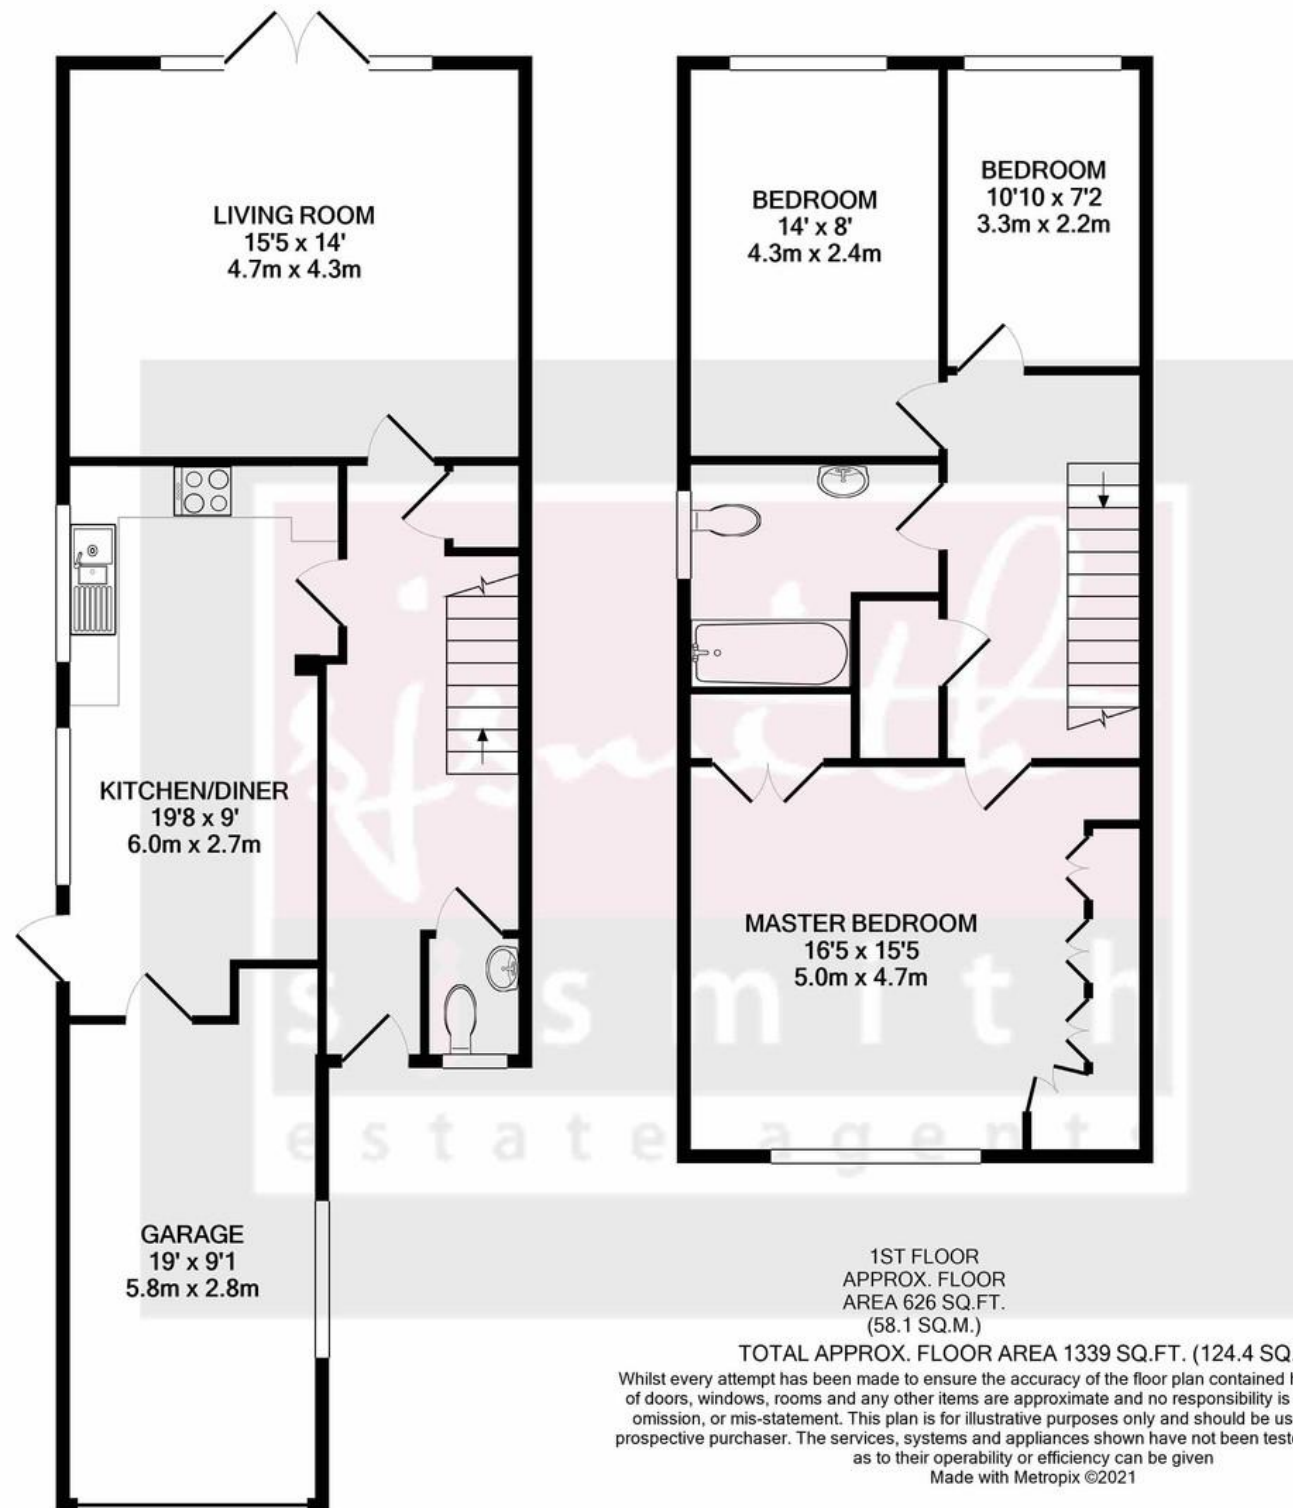 LIVING ROOM
15'5 x 14'
4.7m x 4.3m
BEDROOM
14' x 8'
4.3m x 2.4m
BEDROOM
10'10 x 7'2
3.3m x 2.2m
KITCHEN/DINER
19'8 x 9'
6.0m x 2.7m
MASTER BEDROOM
16'5 x 15'5
5.0m x 4.7m
GARAGE
19' x 9'1
5.8m x 2.8m
sjsmith
s j s m i t h
estate agents
1ST FLOOR
APPROX. FLOOR
AREA 626 SQ.FT.
(58.1 SQ.M.)
TOTAL APPROX. FLOOR AREA 1339 SQ.FT. (124.4 SQ.
Whilst every attempt has been made to ensure the accuracy of the floor plan contained
of doors, windows, rooms and any other items are approximate and no responsibility is
omission, or mis-statement. This plan is for illustrative purposes only and should be us
prospective purchaser. The services, systems and appliances shown have not been teste
as to their operability or efficiency can be given
Made with Metropix ©2021